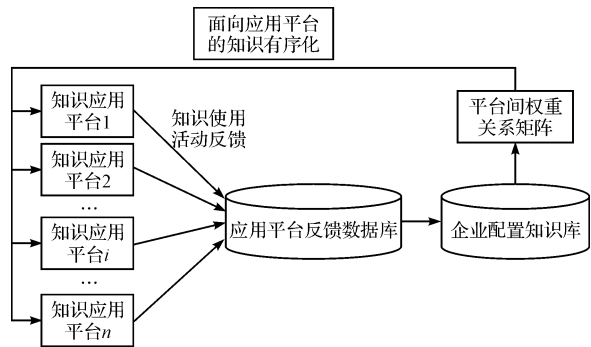 面向应用平台
的知识有序化
知识应用
平台1
知识使用
活动反馈
平台间权重
关系矩阵
知识应用
平台2
…
知识应用
平台i
应用平台反馈数据库
企业配置知识库
…
知识应用
平台n